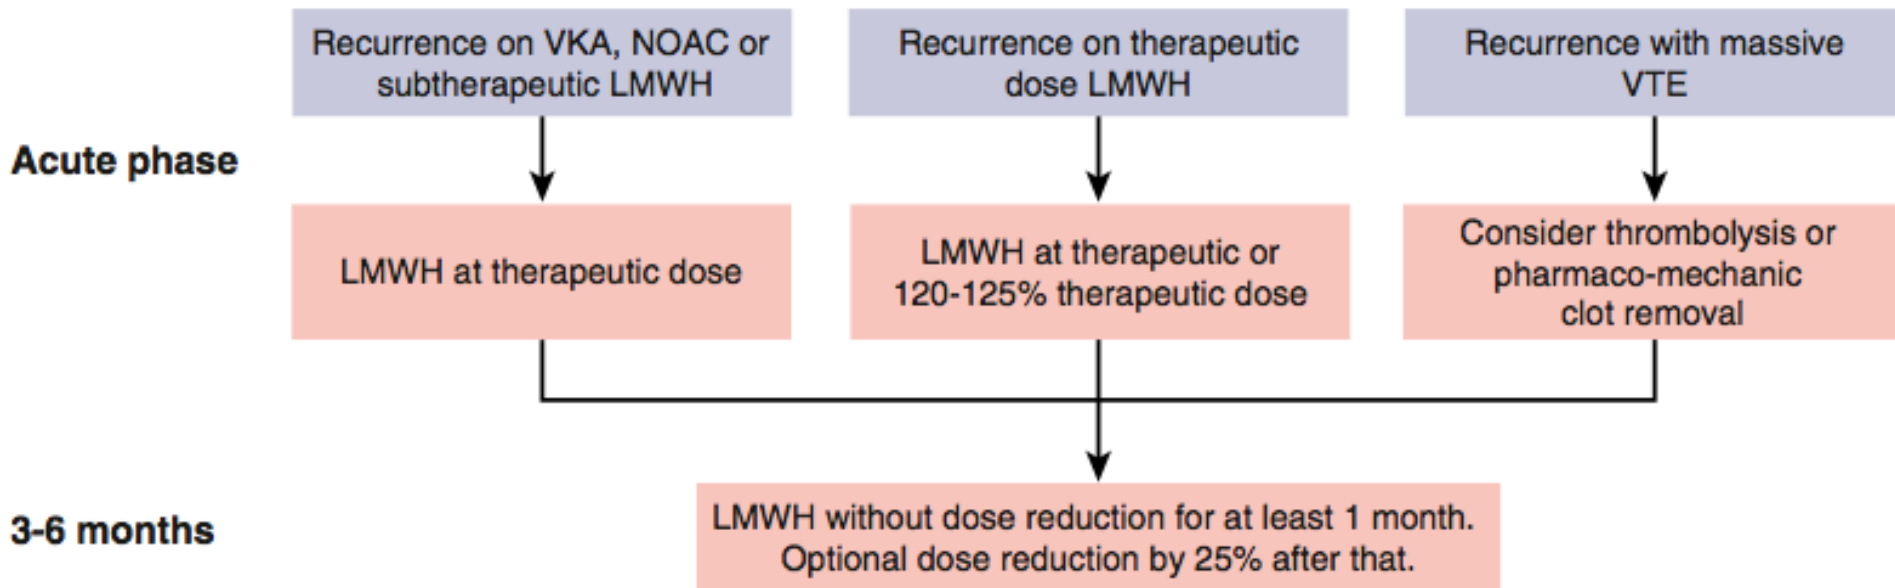 Recurrence on VKA, NOAC or
subtherapeutic LMWH
Recurrence on therapeutic
dose LMWH
Recurrence with massive
VTE
Acute phase
LMWH at therapeutic dose
LMWH at therapeutic or
120-125% therapeutic dose
Consider thrombolysis or
pharmaco-mechanic
clot removal
3-6 months
LMWH without dose reduction for at least 1 month.
Optional dose reduction by 25% after that.